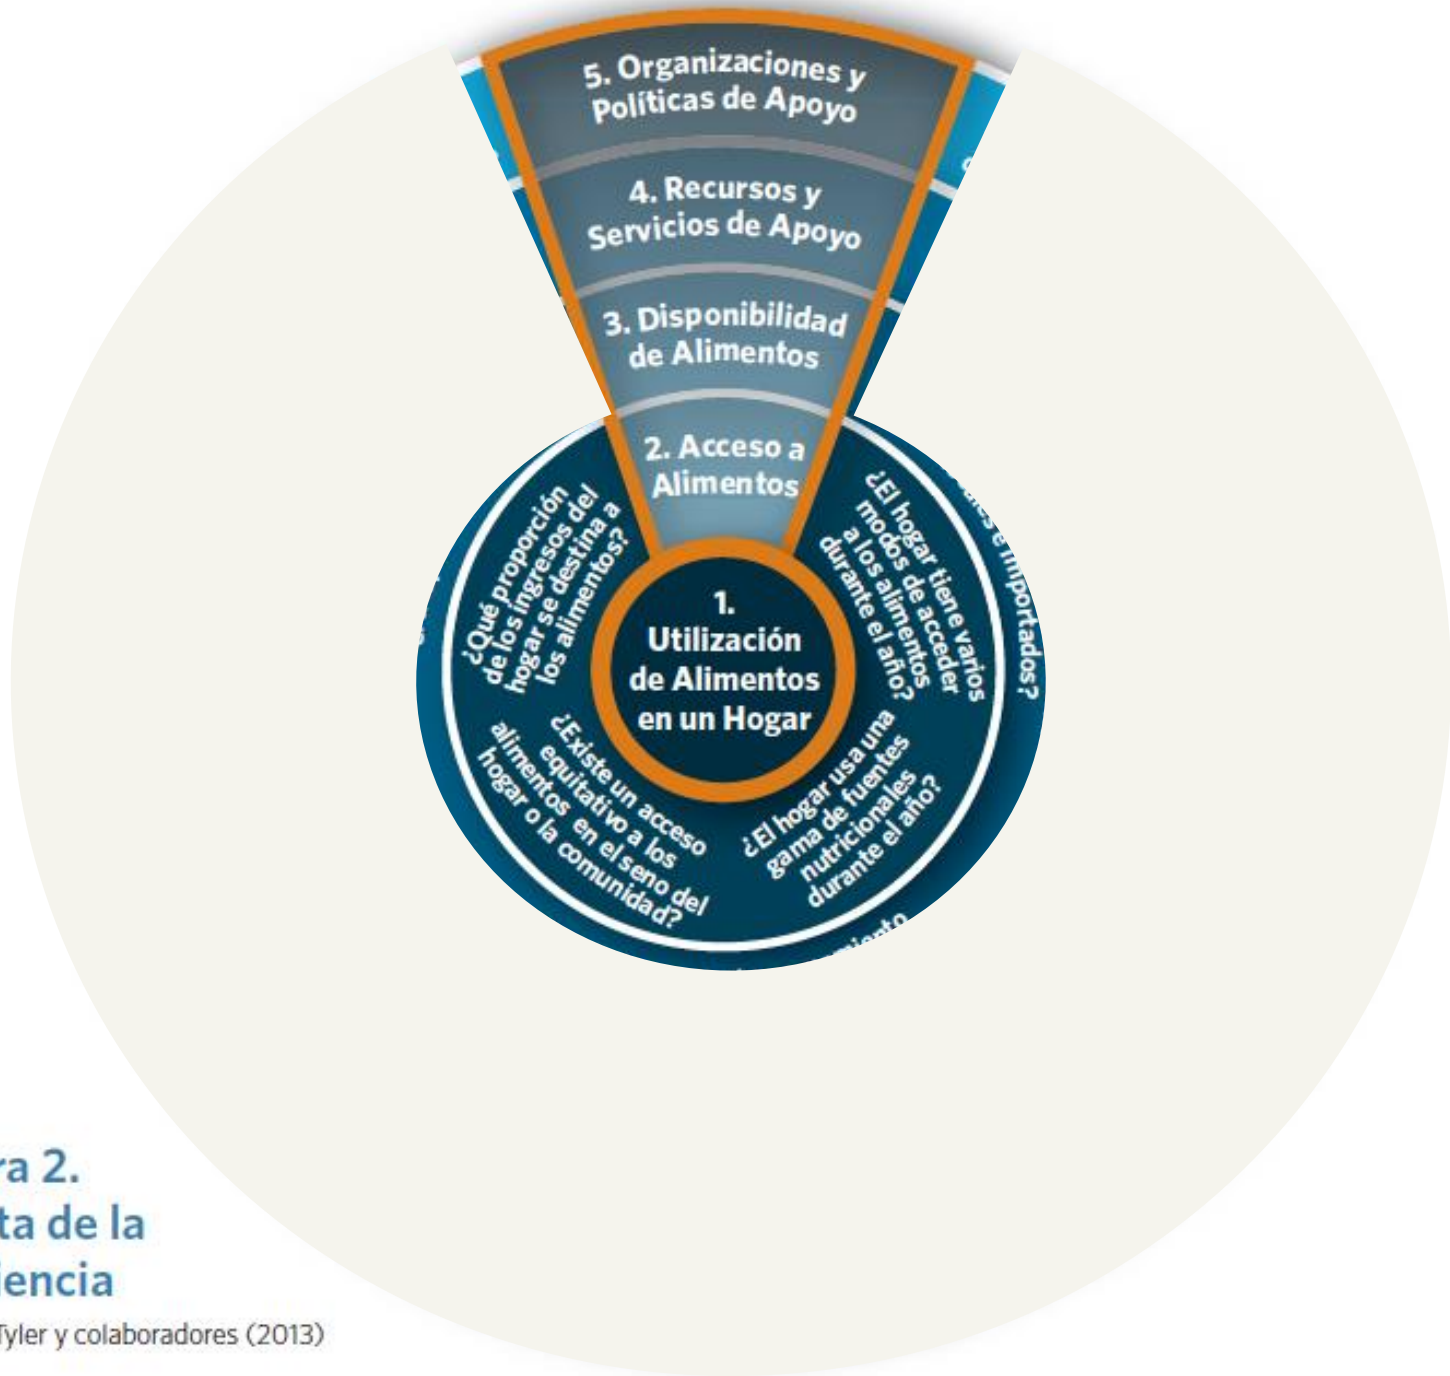 5. Organizaciones y
Políticas de Apoyo
4. Recursos y
Servicios de Apoyo
3. Disponibilidad
de Alimentos
2. Acceso a
Alimentos
1.
Utilización
de Alimentos
en un Hogar
¿Qué proporción
de los ingresos del
hogar se destina a
los alimentos?
¿El hogar tiene varios
modos de acceder
a los alimentos
durante el año?
e importados?
¿Existe un acceso
equitativo a los
alimentos en el seno del
hogar o la comunidad?
¿El hogar usa una
gama de fuentes
nutricionales
durante el año?
ra 2.
ta de la
iencia
Tyler y colaboradores (2013)